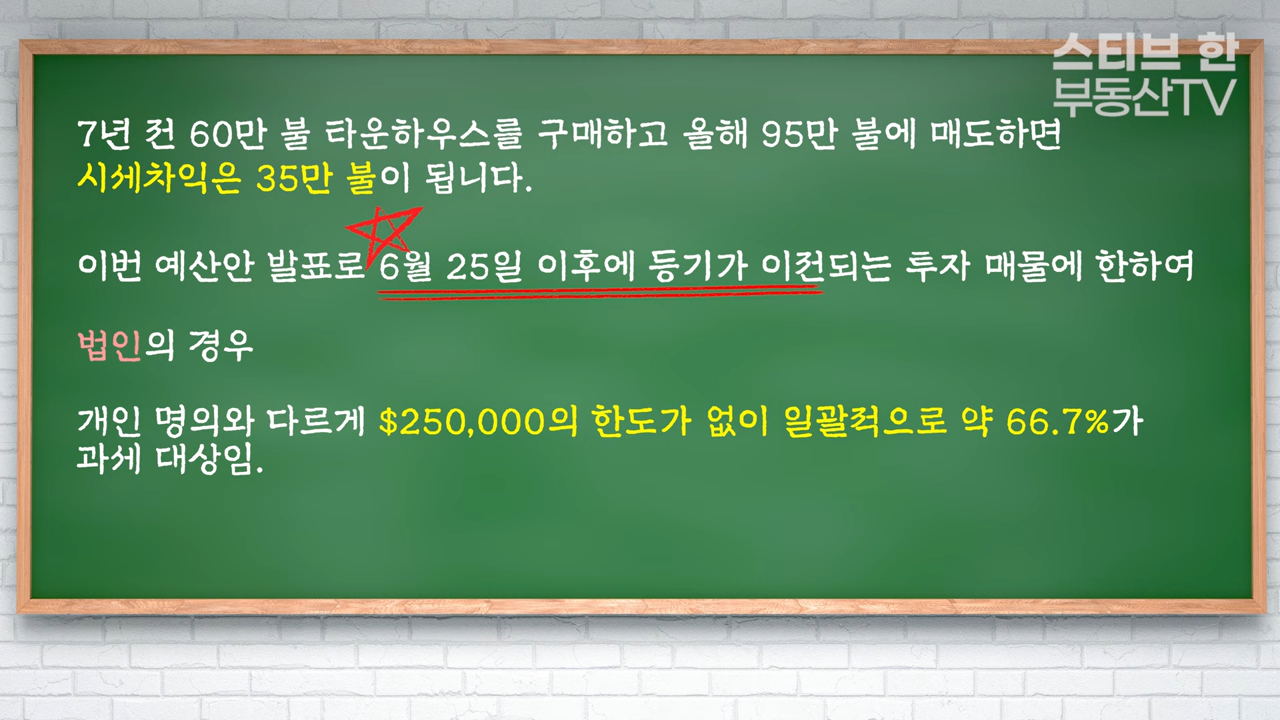 스티브 한
부동산TV
7년 전 60만 불 타운하우스를 구매하고 올해 95만 불에 매도하면
시세차익은 35만 불이 됩니다.
이번 예산안 발표로 6월 25일 이후에 등기가 이전되는 투자 매물에 한하여
법인의 경우
개인 명의와 다르게 $250,000의 한도가 없이 일괄적으로 약 66.7%가
과세 대상임.